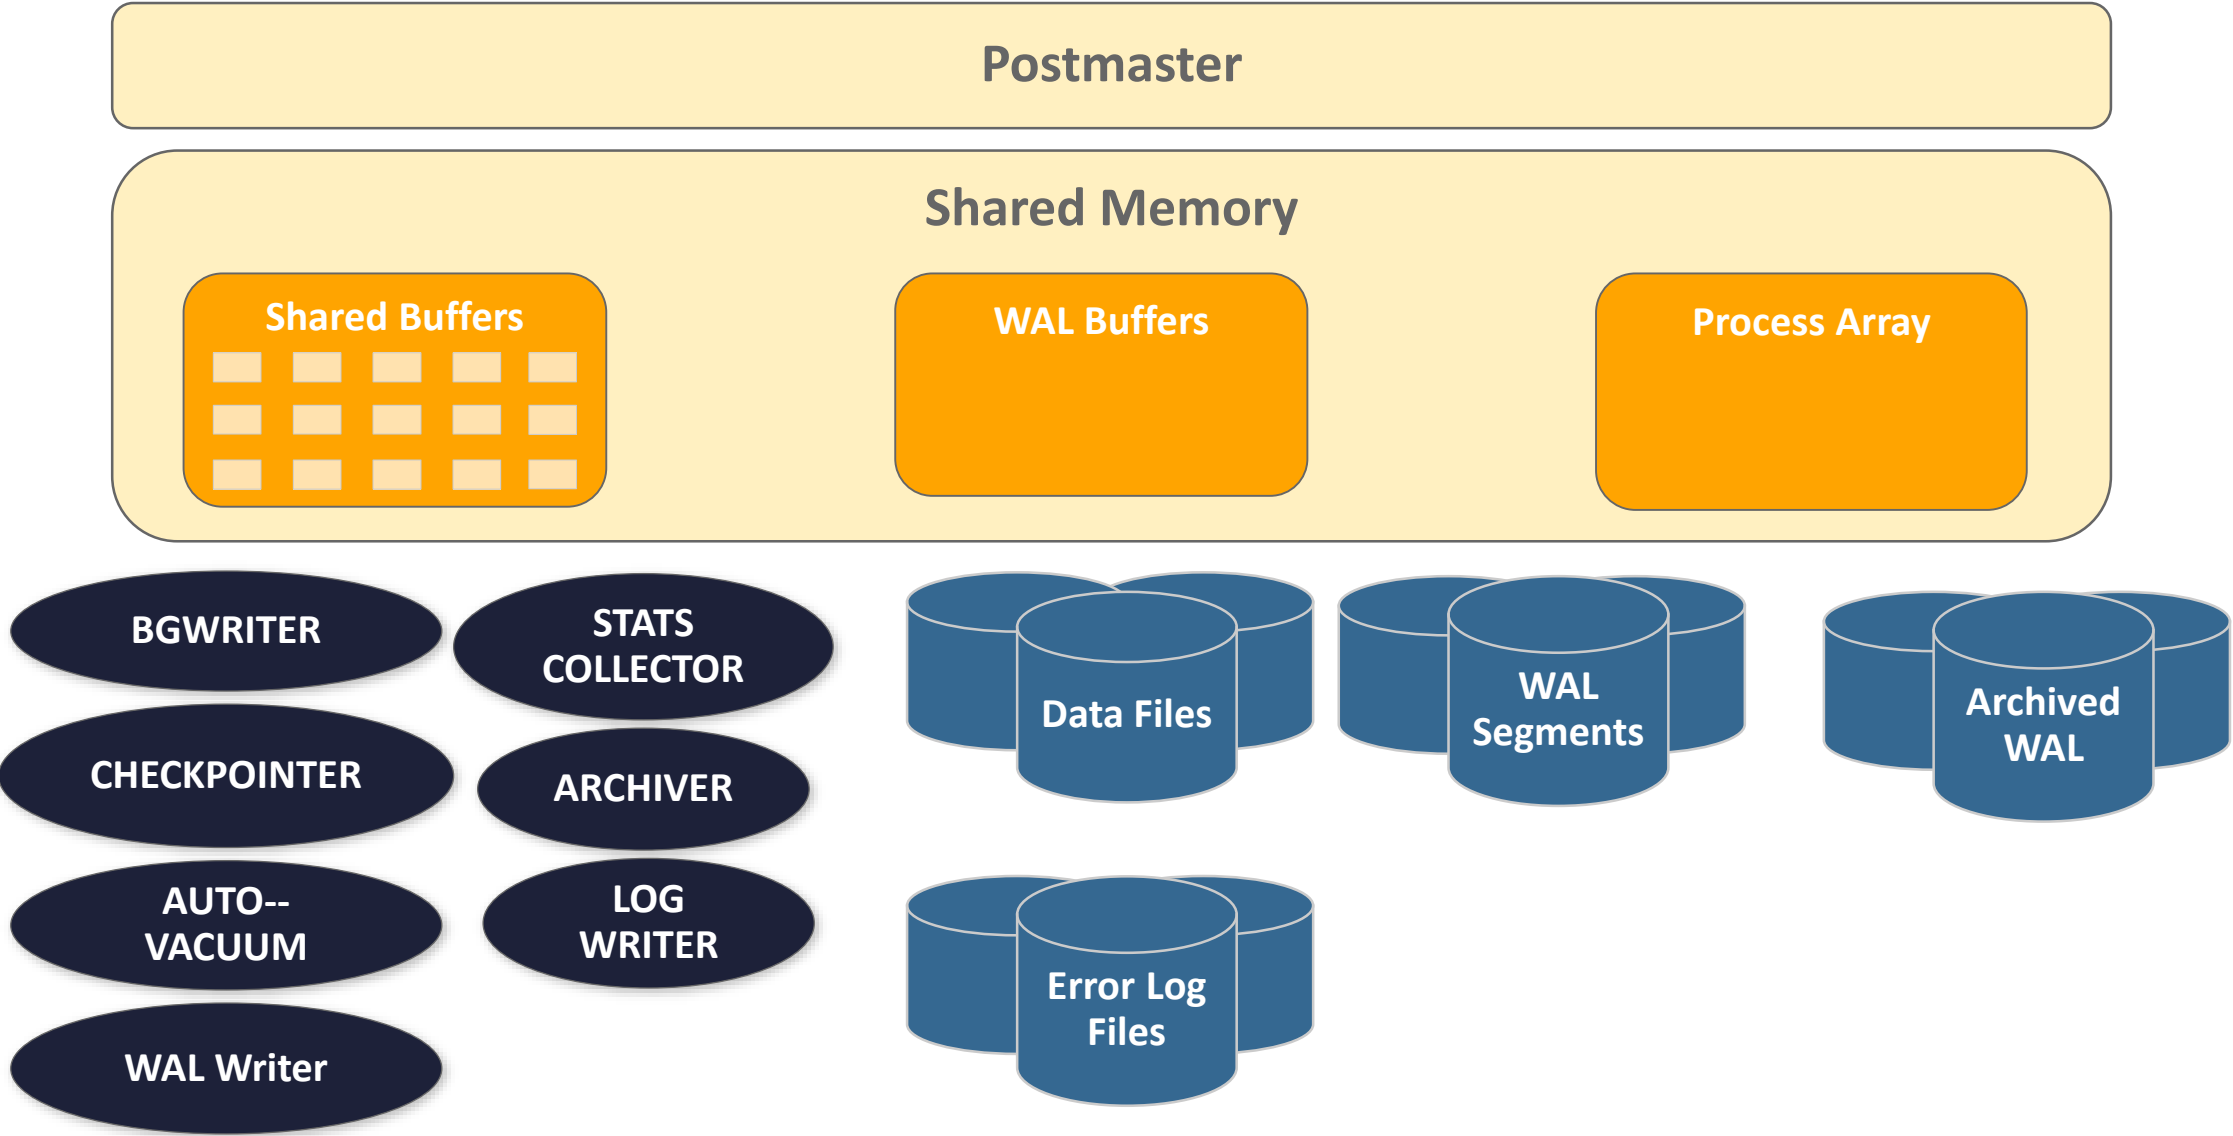 Postmaster
Shared Memory
Shared Buffers
WAL Buffers
Process Array
BGWRITER
STATS
COLLECTOR
CHECKPOINTER
ARCHIVER
AUTO--
VACUUM
LOG
WRITER
WAL Writer
Data Files
WAL
Segments
Archived
WAL
Error Log
Files